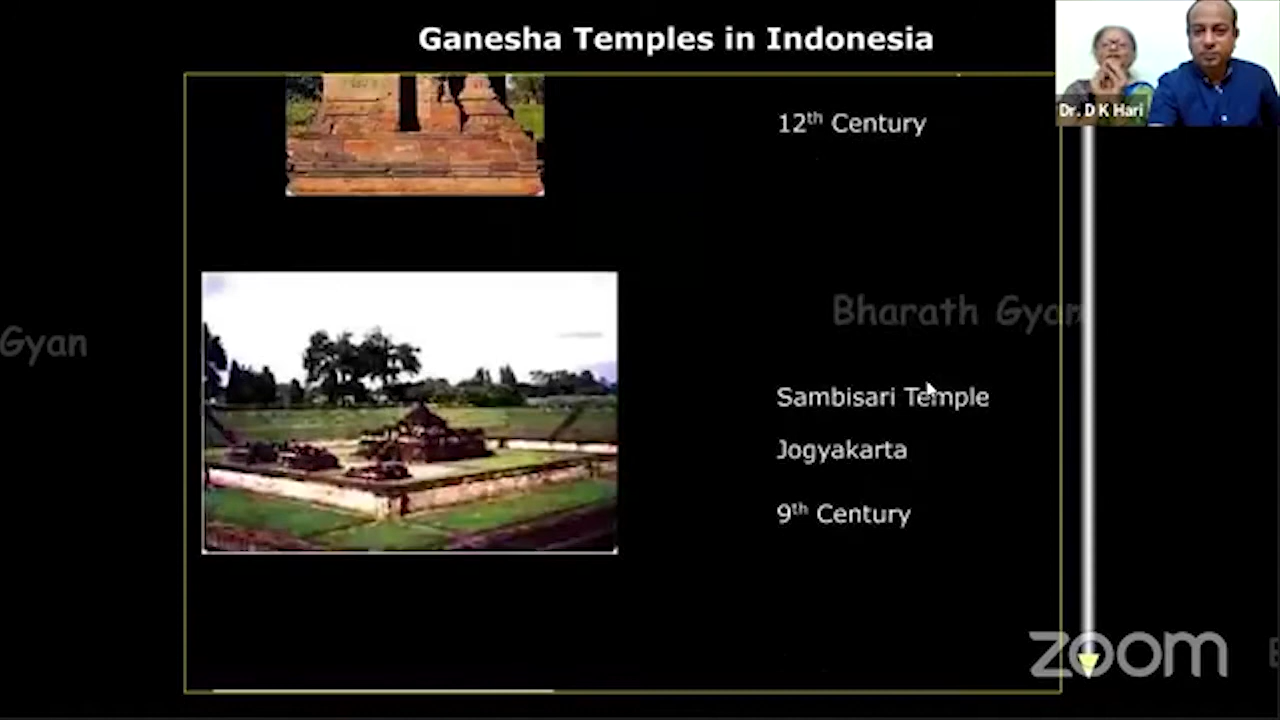 Ganesha Temples in Indonesia
Dr. D K Hari
12th Century
Bharath Gyan
Gyan
Sambisari Temple
Jogyakarta
9th Century
zoom